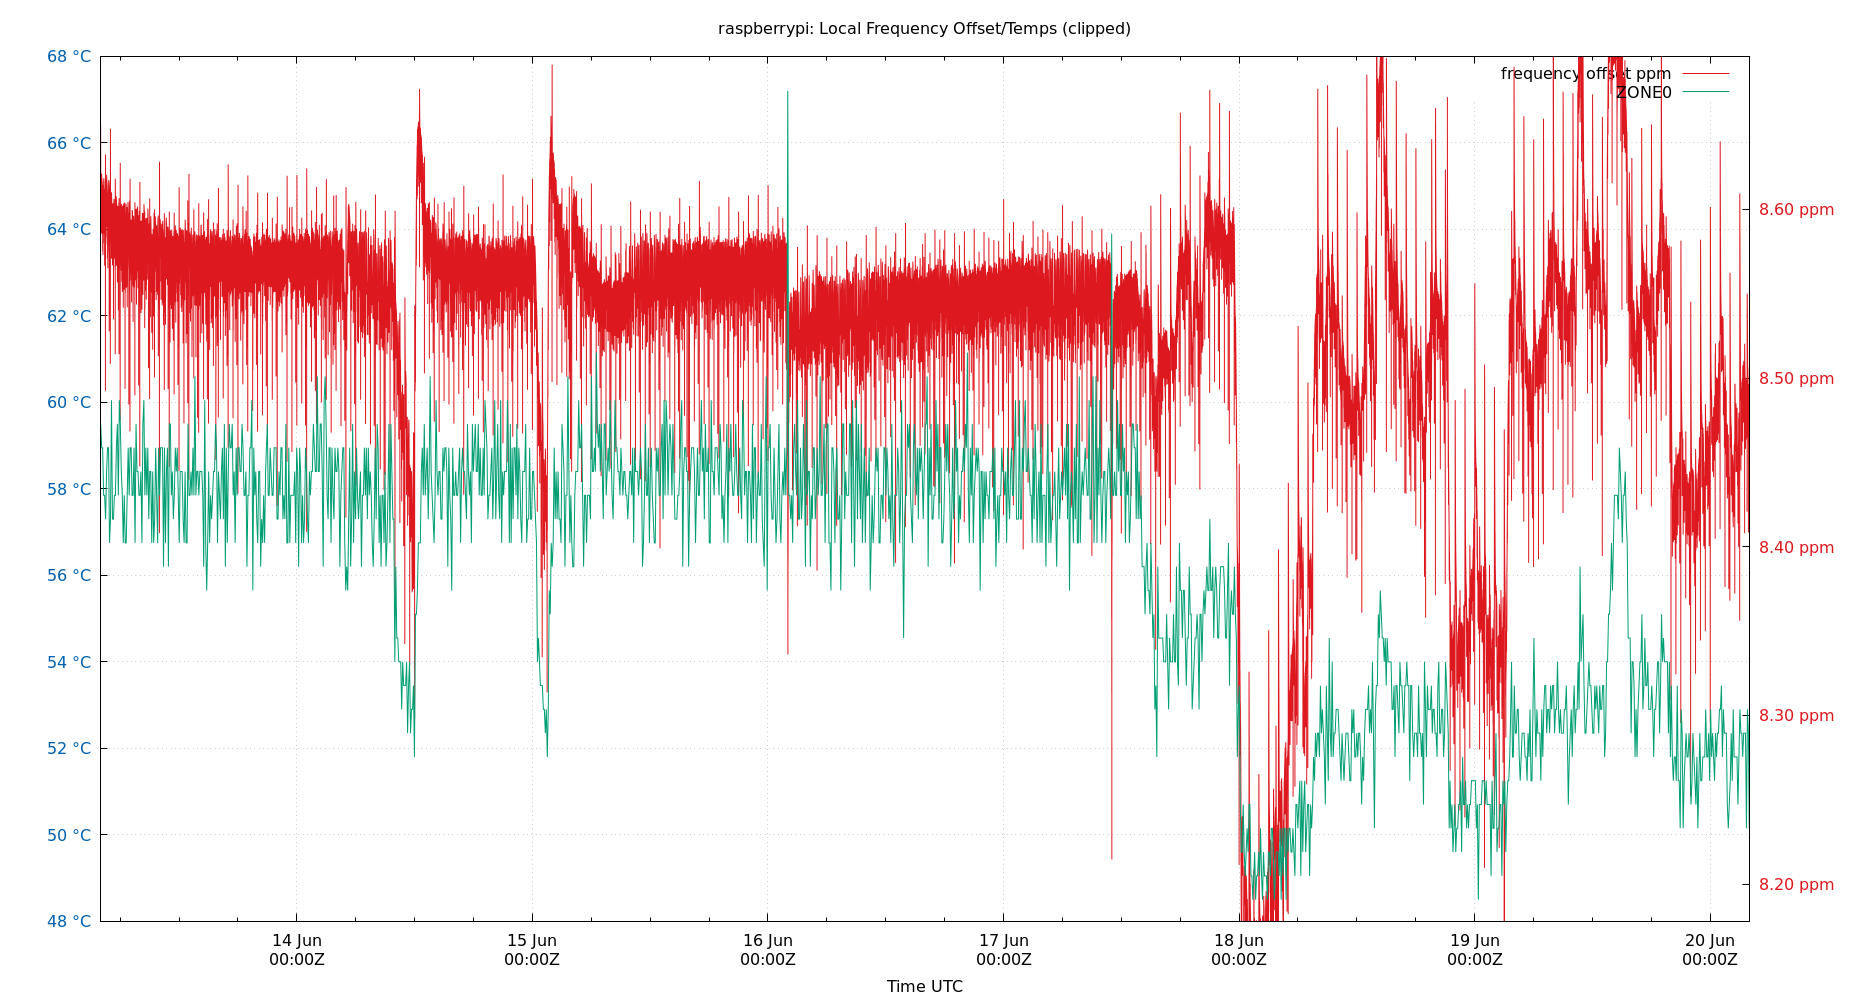 raspberrypi: Local Frequency Offset/Temps (clipped)
68 °C
66 °C
64 °C
62 °C
60 °C
58 °C
56 °C
54 °C
52 °C
50 °C
48 °C
frequency offset ppm
ZONE0
8.60 ppm
8.50 ppm
8.40 ppm
8.30 ppm
8.20 ppm
14 Jun 15 Jun 16 Jun 17 Jun 18 Jun 19 Jun 20 Jun
00:00Z 00:00Z 00:00Z 00:00Z 00:00Z 00:00Z 00:00Z
Time UTC